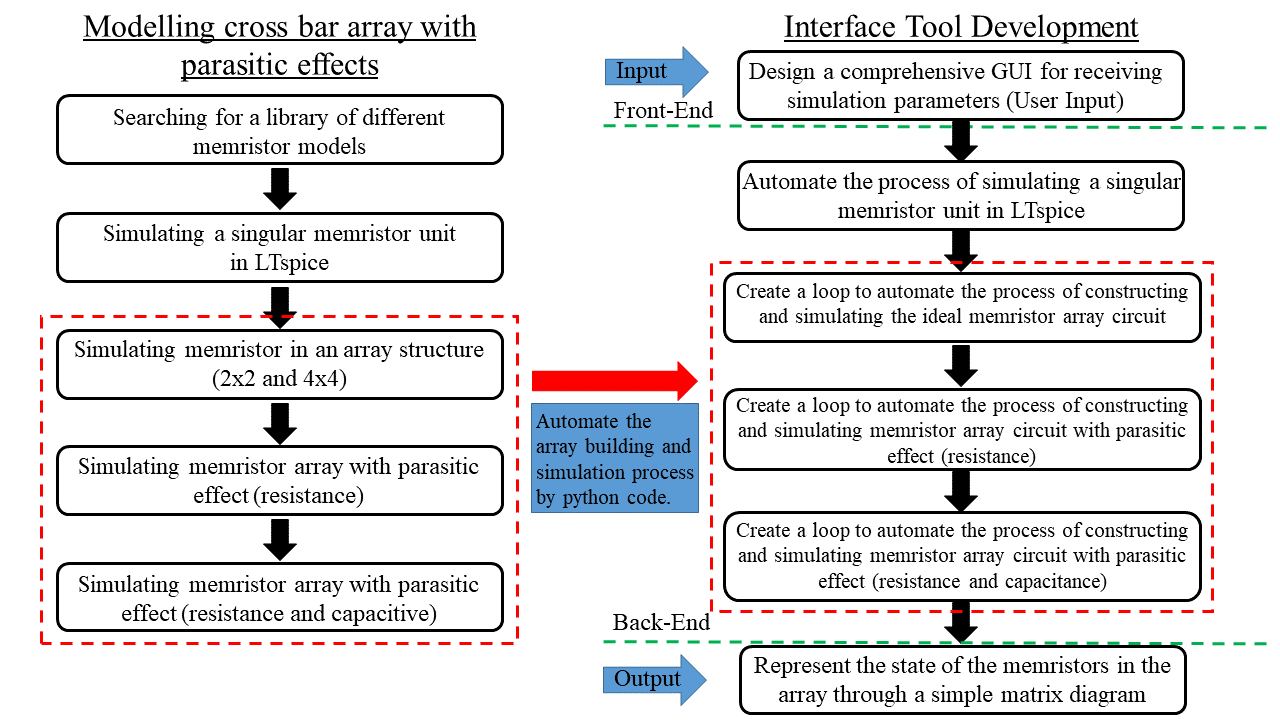 Modelling cross bar array with
parasitic effects
Searching for a library of different
memristor models
Simulating a singular memristor unit
in LTspice
Simulating memristor in an array structure
(2x2 and 4x4)
Simulating memristor array with parasitic
effect (resistance)
Simulating memristor array with parasitic
effect (resistance and capacitive)
Automate the
array building and
simulation process
by python code.
Interface Tool Development
Input
Front-End
Design a comprehensive GUI for receiving
simulation parameters (User Input)
Automate the process of simulating a singular
memristor unit in LTspice
Create a loop to automate the process of constructing
and simulating the ideal memristor array circuit
Create a loop to automate the process of constructing
and simulating memristor array circuit with parasitic
effect (resistance)
Create a loop to automate the process of constructing
and simulating memristor array circuit with parasitic
effect (resistance and capacitance)
Back-End
Output
Represent the state of the memristors in the
array through a simple matrix diagram